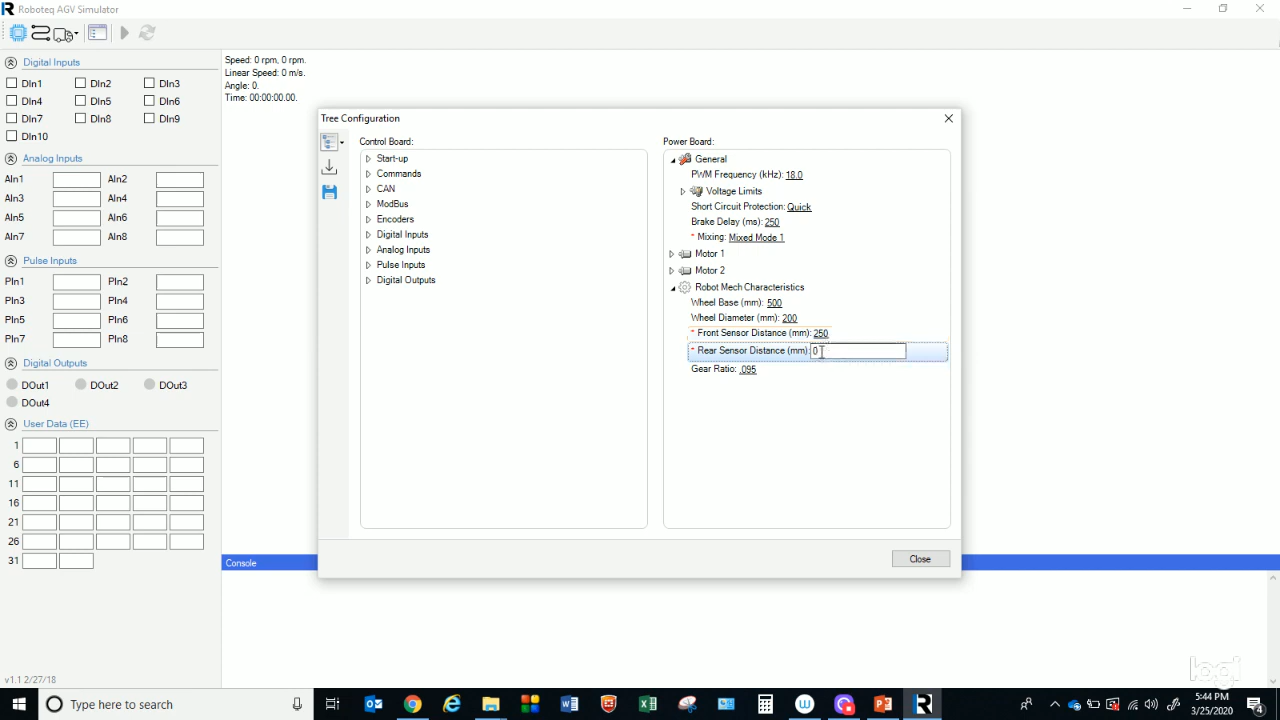 Roboteq AGV Simulator
Digital Inputs
DIn1 DIn2 DIn3
DIn4 DIn5 DIn6
DIn7 DIn8 DIn9
DIn10
Analog Inputs
AIn1 AIn2
AIn3 AIn4
AIn5 AIn6
AIn7 AIn8
Pulse Inputs
PIn1 PIn2
PIn3 PIn4
PIn5 PIn6
PIn7 PIn8
Digital Outputs
DOut1 DOut2 DOut3
DOut4
User Data (EE)
1
6
11
16
21
26
31
v1.1 2/27/18
Speed: 0 rpm, 0 rpm.
Linear Speed: 0 m/s.
Angle: 0.
Time: 00:00:00.00.
Tree Configuration
Control Board:
Start-up
Commands
CAN
ModBus
Encoders
Digital Inputs
Analog Inputs
Pulse Inputs
Digital Outputs
Power Board:
General
PWM Frequency (kHz): 18.0
Voltage Limits
Short Circuit Protection: Quick
Brake Delay (ms): 250
* Mixing: Mixed Mode 1
Motor 1
Motor 2
Robot Mech Characteristics
Wheel Base (mm): 500
Wheel Diameter (mm): 200
* Front Sensor Distance (mm): 250
* Rear Sensor Distance (mm): 0
Gear Ratio: .095
Close
Console
Type here to search
5:44 PM
3/25/2020
4